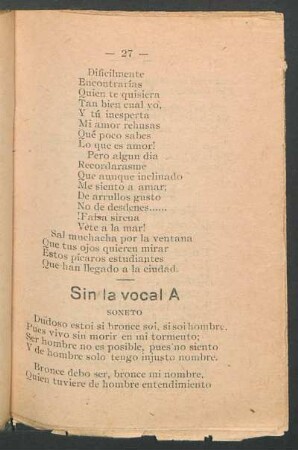 — 27 —
Dificilmente
Encontrarías
Quien te quisiera
Tan bien cual yo,
Y tú inesperta
Mi amor rehusas
Qué poco sabes
Lo que es amor!
Pero algun dia
Recordarasme
Que aunque inclinado
Me siento a amar;
De arrullos gusto
No de desdenes......
!Falsa sirena
Vete a la mar!
Sal muchacha por la ventana
Que tus ojos quieren mirar
Estos pícaros estudiantes
Que han llegado a la ciudad.
Sin la vocal A
SONETO
Dudoso estoi si bronce soi, si soi hombre.
Pues vivo sin morir en mi tormento;
Ser hombre no es posible, pues no siento
Y de hombre solo tengo injusto nombre.
Bronce debo ser, bronce mi nombre,
Quien tuviere de hombre entendimiento